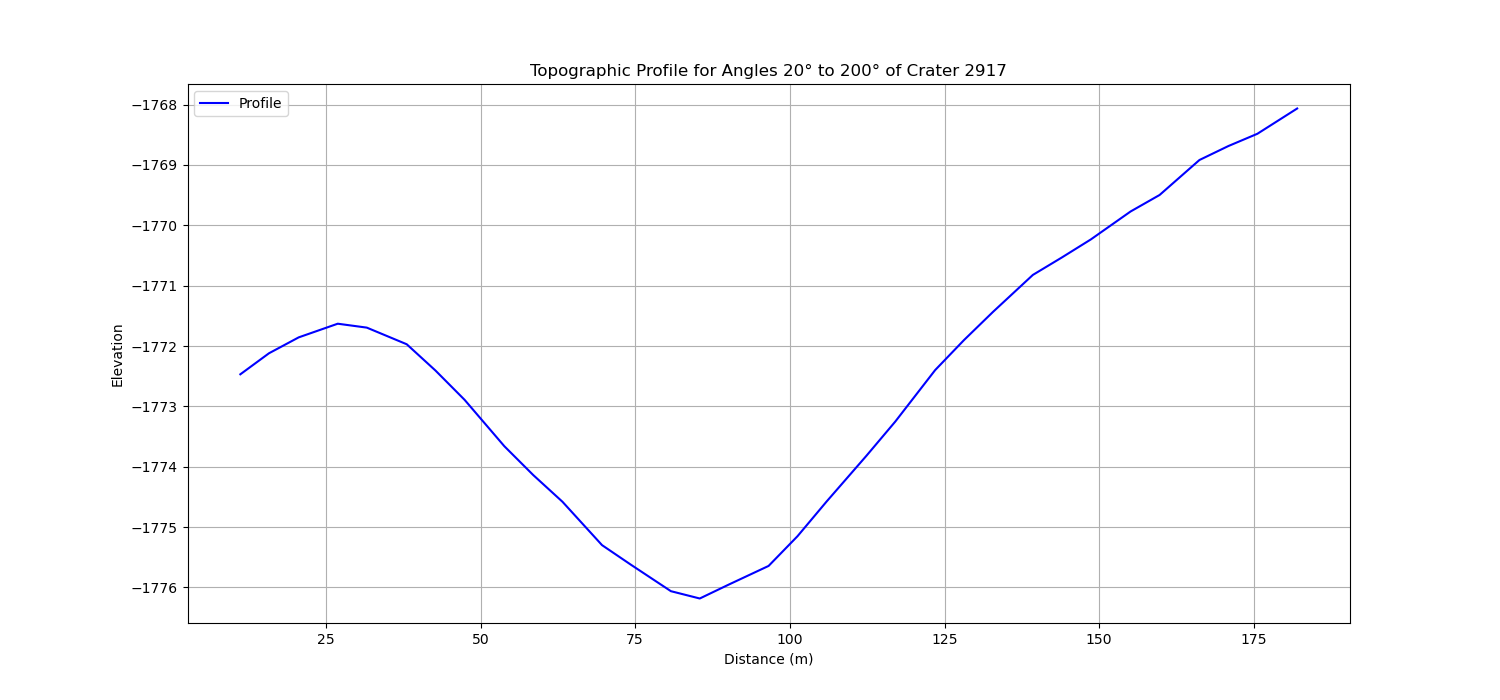 Topographic Profile for Angles 20° to 200° of Crater 2917
Profile
−1768
−1769
−1770
−1771
−1772
−1773
−1774
−1775
−1776
Elevation
25 50 75 100 125 150 175
Distance (m)